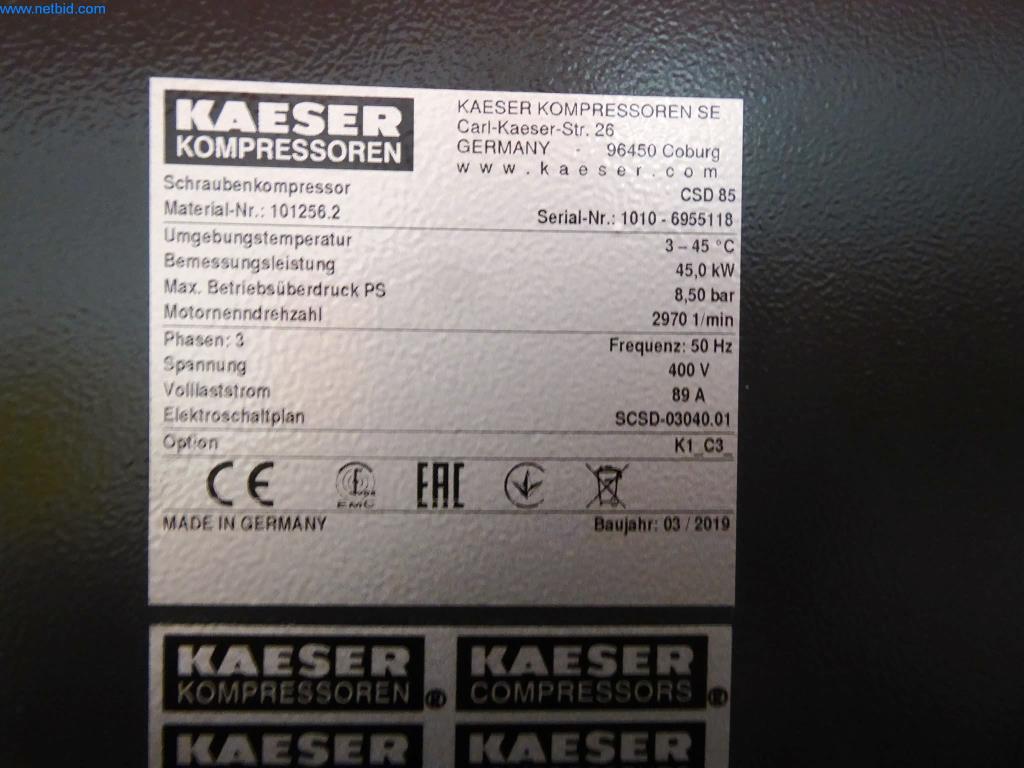 www.netbid.com
KAESER
KOMPRESSOREN
KAESER KOMPRESSOREN SE
Carl-Kaeser-Str. 26
GERMANY - 96450 Coburg
www.kaeser.com
Schraubenkompressor CSD 85
Material-Nr.: 101256.2 Serial-Nr.: 1010 - 6955118
Umgebungstemperatur 3 – 45 °C
Bemessungsleistung 45,0 kW
Max. Betriebsüberdruck PS 8,50 bar
Motornenndrehzahl 2970 1/min
Phasen: 3 Frequenz: 50 Hz
Spannung 400 V
Volllaststrom 89 A
Elektroschaltplan SCSD-03040.01
Option K1_C3_
CE EMC EAC
MADE IN GERMANY Baujahr: 03 / 2019
KAESER KAESER
KOMPRESSOREN® COMPRESSORS®
KAESER KAESER